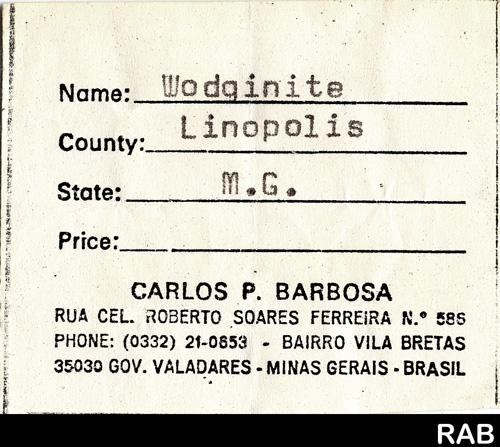 Name: Wodginite
County: Linopolis
State: M.G.
Price:
CARLOS P. BARBOSA
RUA CEL. ROBERTO SOARES FERREIRA N.º 586
PHONE: (0332) 21-0653 - BAIRRO VILA BRETAS
35030 GOV. VALADARES - MINAS GERAIS - BRASIL
RAB